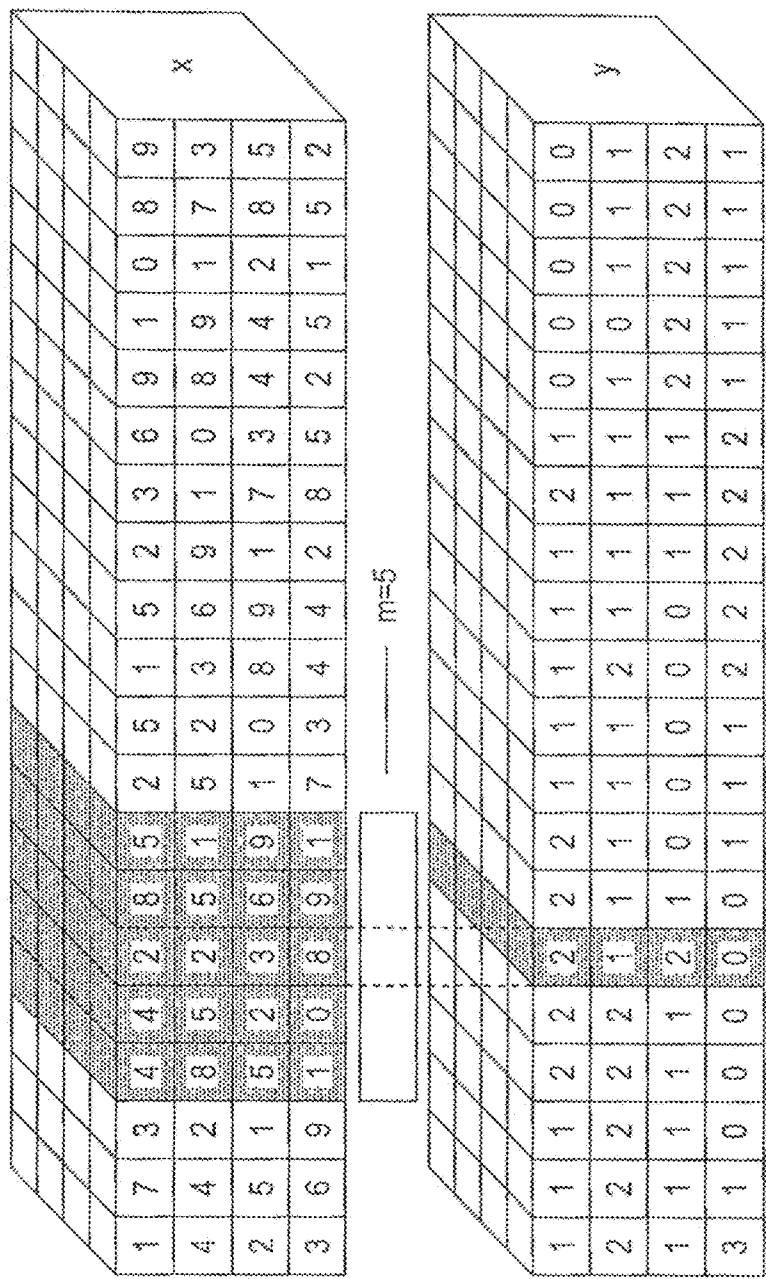 1 7 3 4 4 2 8 5 2 5 1 5 2 3 6 9 1 0 8 9
4 4 2 8 5 2 5 1 5 2 3 6 9 1 0 8 9 1 7 3
2 5 1 5 2 3 6 9 1 0 8 9 1 7 3 4 4 2 8 5
3 6 9 1 0 8 9 1 7 3 4 4 2 8 5 2 5 1 5 2
x
m=5
1 1 1 2 2 2 2 2 1 1 1 1 1 2 1 0 0 0 0 0
2 2 2 2 2 1 1 1 1 1 2 1 1 1 1 1 0 1 1 1
1 1 1 1 1 2 1 0 0 0 0 0 1 1 1 2 2 2 2 2
3 1 0 0 0 0 0 1 1 1 2 2 2 2 2 1 1 1 1 1
y